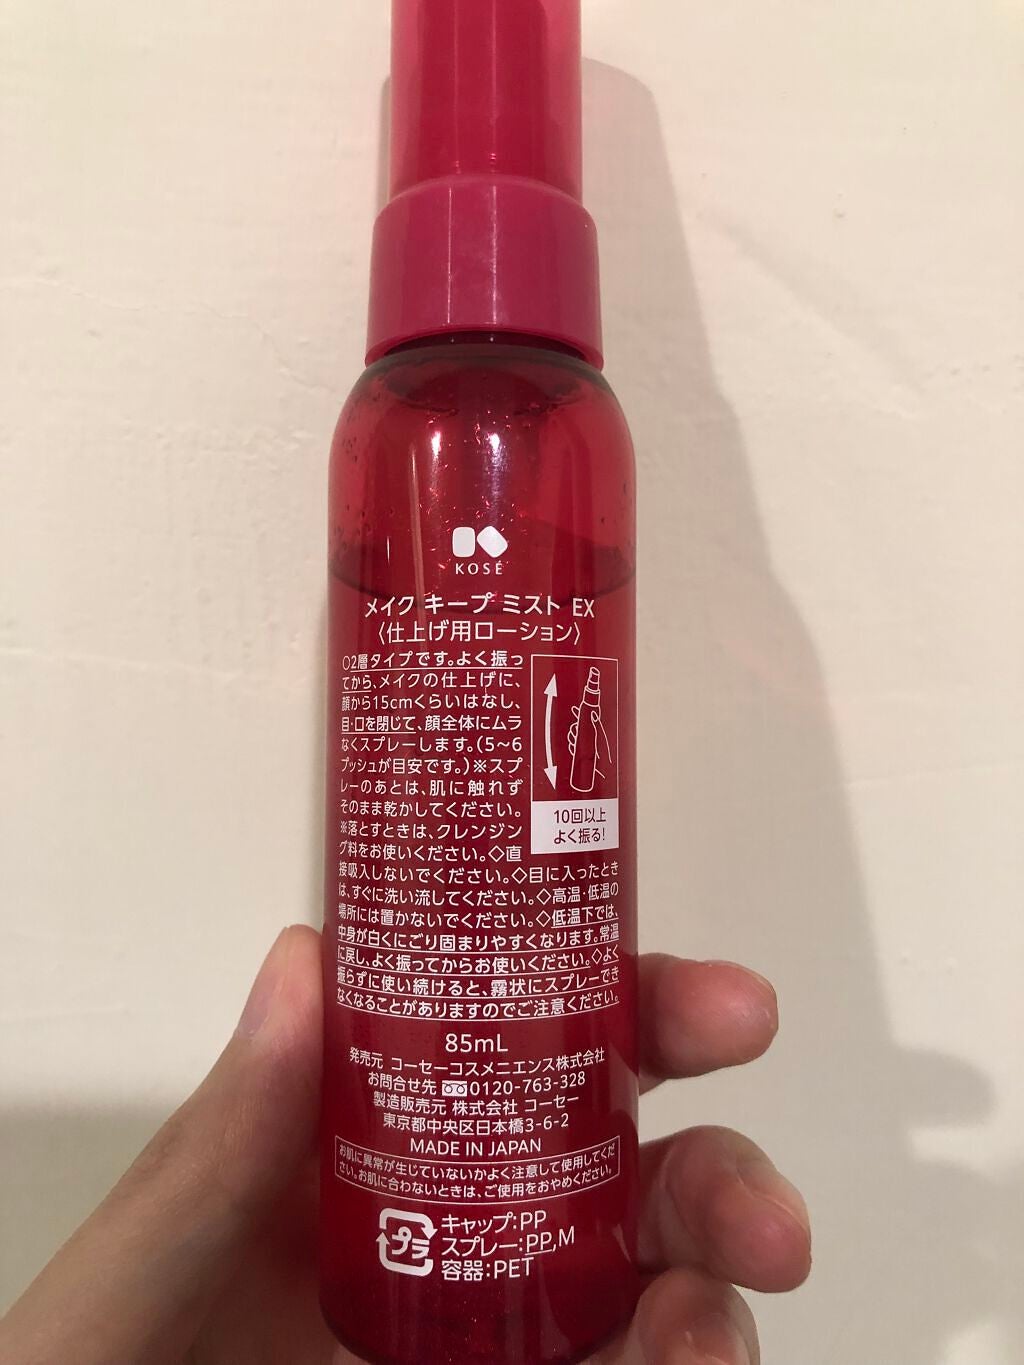 KOSÉ
メイク キープ ミスト EX
〈仕上げ用ローション〉
○2層タイプです。よく振っ
てから、メイクの仕上げに、
顔から15cmくらいはなし、
目・口を閉じて、顔全体にムラ
なくスプレーします。(5~6
プッシュが目安です。)※スプ
レーのあとは、肌に触れず
そのまま乾かしてください。
※落とすときは、クレンジン
グ料をお使いください。◇直
10回以上
よく振る!
接吸入しないでください。◇目に入ったとき
は、すぐに洗い流してください。◇高温・低温の
場所には置かないでください。◇低温下では、
中身が白くにごり固まりやすくなります。常温
に戻し、よく振ってからお使いください。◇よく
振らずに使い続けると、霧状にスプレーでき
なくなることがありますのでご注意ください。
85mL
発売元 コーセーコスメニエンス株式会社
お問合せ先 0120-763-328
製造販売元 株式会社 コーセー
東京都中央区日本橋3-6-2
MADE IN JAPAN
お肌に異常が生じていないかよく注意して使用してくだ
さい。お肌に合わないときは、ご使用をおやめください。
プラ
キャップ:PP
スプレー:PP,M
容器:PET